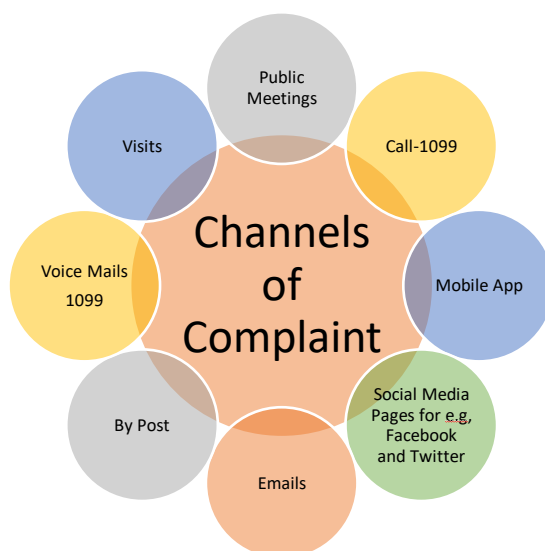 Public
Meetings
Call-1099
Mobile App
Social Media
Pages for e.g,
Facebook
and Twitter
Emails
By Post
Voice Mails
1099
Visits
Channels
of
Complaint